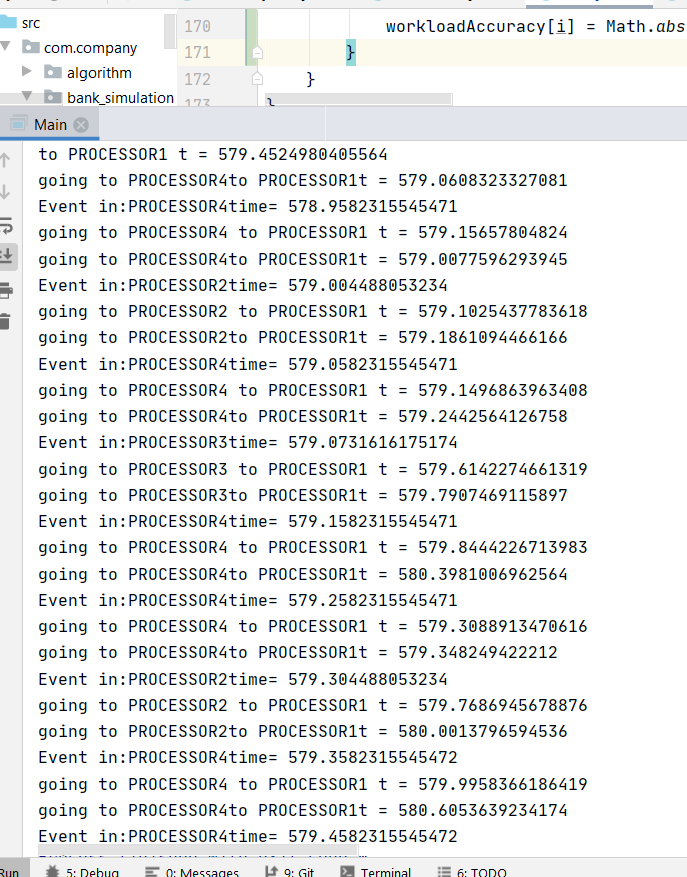 src
com.company
algorithm
bank_simulation
170 workloadAccuracy[i] = Math.abs
171 }
172 }
173 }
Main
to PROCESSOR1 t = 579.4524980405564
going to PROCESSOR4to PROCESSOR1t = 579.0608323327081
Event in:PROCESSOR4time= 578.9582315545471
going to PROCESSOR4 to PROCESSOR1 t = 579.15657804824
going to PROCESSOR4to PROCESSOR1t = 579.0077596293945
Event in:PROCESSOR2time= 579.004488053234
going to PROCESSOR2 to PROCESSOR1 t = 579.1025437783618
going to PROCESSOR2to PROCESSOR1t = 579.1861094466166
Event in:PROCESSOR4time= 579.0582315545471
going to PROCESSOR4 to PROCESSOR1 t = 579.1496863963408
going to PROCESSOR4to PROCESSOR1t = 579.2442564126758
Event in:PROCESSOR3time= 579.0731616175174
going to PROCESSOR3 to PROCESSOR1 t = 579.6142274661319
going to PROCESSOR3to PROCESSOR1t = 579.7907469115897
Event in:PROCESSOR4time= 579.1582315545471
going to PROCESSOR4 to PROCESSOR1 t = 579.8444226713983
going to PROCESSOR4to PROCESSOR1t = 580.3981006962564
Event in:PROCESSOR4time= 579.2582315545471
going to PROCESSOR4 to PROCESSOR1 t = 579.3088913470616
going to PROCESSOR4to PROCESSOR1t = 579.348249422212
Event in:PROCESSOR2time= 579.304488053234
going to PROCESSOR2 to PROCESSOR1 t = 579.7686945678876
going to PROCESSOR2to PROCESSOR1t = 580.0013796594536
Event in:PROCESSOR4time= 579.3582315545472
going to PROCESSOR4 to PROCESSOR1 t = 579.9958366186419
going to PROCESSOR4to PROCESSOR1t = 580.6053639234174
Event in:PROCESSOR4time= 579.4582315545472
Run 5: Debug 0: Messages 9: Git Terminal 6: TODO